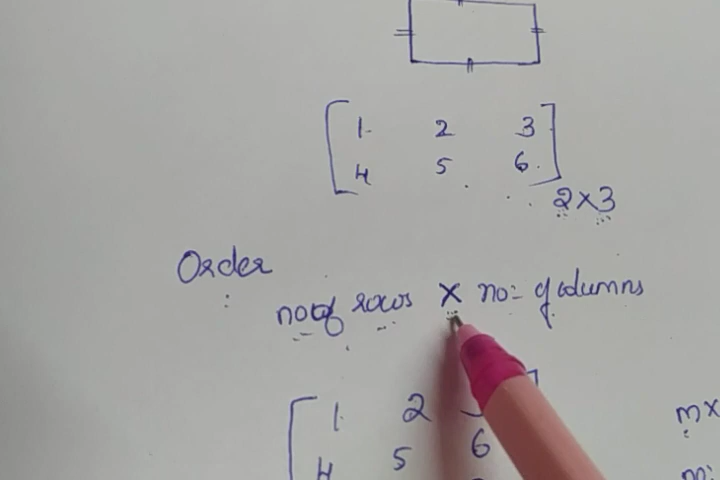 1 2 3
4 5 6
2×3
Order
no of rows × no: of columns
1 2
m×
4 5 6
no: